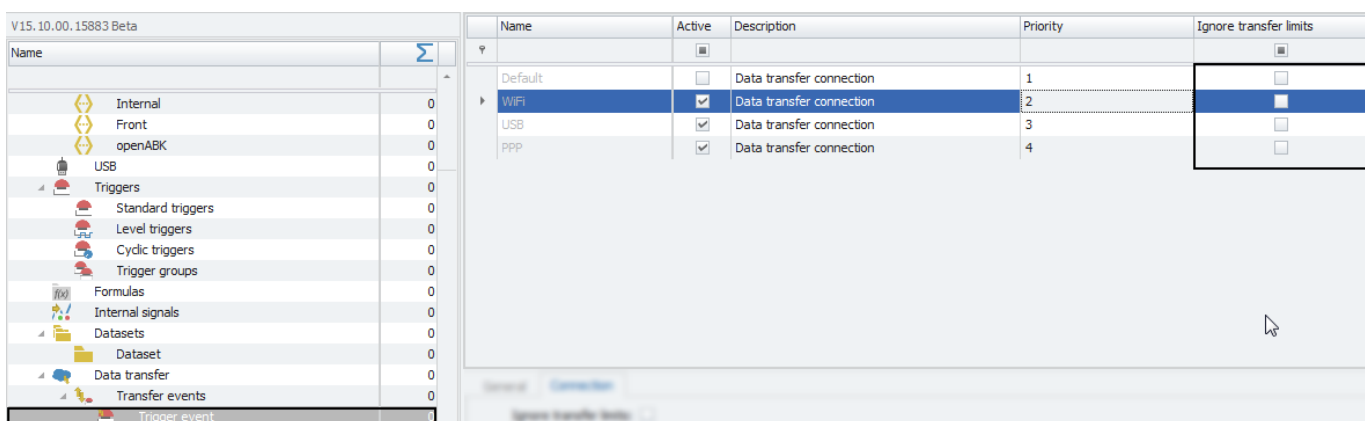 V15.10.00.15883 Beta
Name
Internal 0
Front 0
openABK 0
USB 0
Triggers 0
Standard triggers 0
Level triggers 0
Cyclic triggers 0
Trigger groups 0
f(x) Formulas 0
Internal signals 0
Datasets 0
Dataset 0
Data transfer 0
Transfer events 0
Trigger event 0
Name Active Description Priority Ignore transfer limits
Default Data transfer connection 1
WiFi Data transfer connection 2
USB Data transfer connection 3
PPP Data transfer connection 4
General Connection
Ignore transfer limits